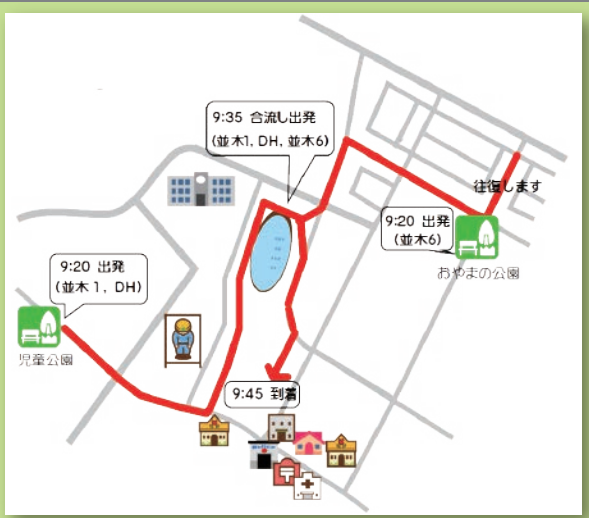 9:35 合流し出発
(並木1, DH, 並木6)
往復します
9:20 出発
(並木6)
おやまの公園
9:20 出発
(並木1, DH)
児童公園
9:45 到着